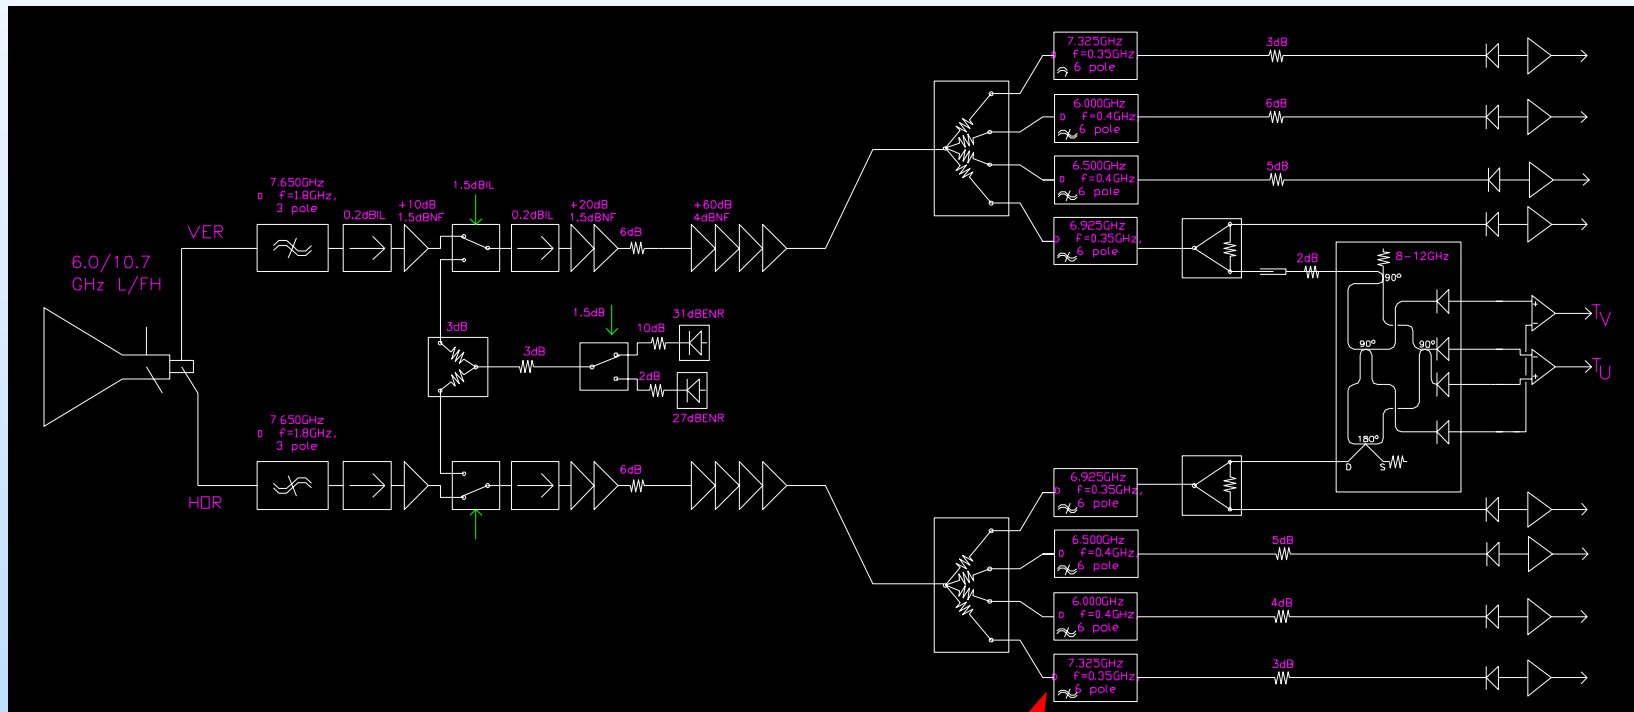 7.325GHz
D f=0.35GHz,
6 pole
3dB
6.000GHz
D f=0.4GHz,
6 pole
6dB
6.500GHz
D f=0.4GHz,
6 pole
5dB
6.925GHz
D f=0.35GHz,
6 pole
7.650GHz
D f=1.8GHz,
3 pole
0.2dBIL
+10dB
1.5dBNF
1.5dBIL
0.2dBIL
+20dB
1.5dBNF
6dB
+60dB
4dBNF
VER
6.0/10.7
GHz L/FH
2dB
8-12GHz
90º
90º
90º
180º
D
S
+
-
-
+
TV
TU
3dB
3dB
1.5dB
10dB
31dBENR
2dB
27dBENR
7.650GHz
D f=1.8GHz,
3 pole
HOR
6dB
6.925GHz
D f=0.35GHz,
6 pole
6.500GHz
D f=0.4GHz,
6 pole
5dB
6.000GHz
D f=0.4GHz,
6 pole
4dB
7.325GHz
D f=0.35GHz,
6 pole
3dB